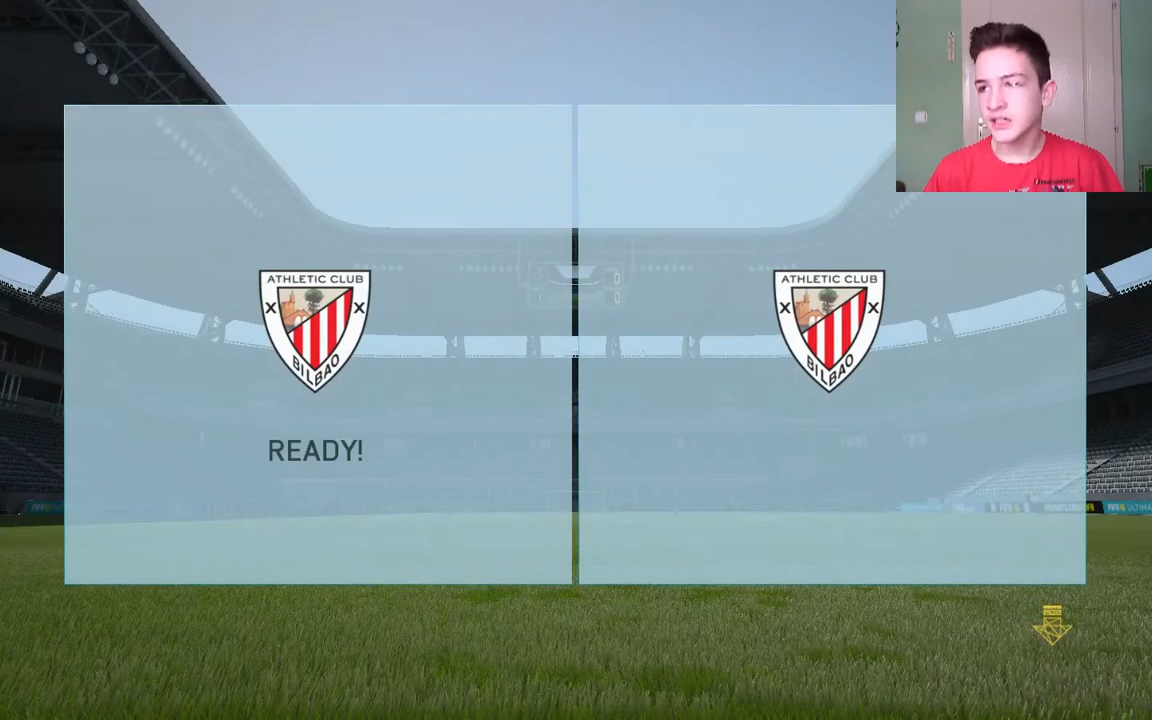 ATHLETIC CLUB
BILBAO
ATHLETIC CLUB
BILBAO
READY!